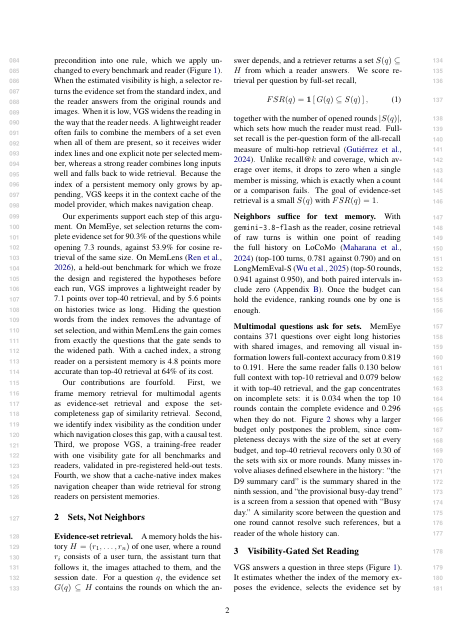 precondition into one rule, which we apply un-
changed to every benchmark and reader (Figure 1).
When the estimated visibility is high, a selector re-
turns the evidence set from the standard index, and
the reader answers from the original rounds and
images. When it is low, VGS widens the reading in
the way that the reader needs. A lightweight reader
often fails to combine the members of a set even
when all of them are present, so it receives wider
index lines and one explicit note per selected mem-
ber, whereas a strong reader combines long inputs
well and falls back to wide retrieval. Because the
index of a persistent memory only grows by ap-
pending, VGS keeps it in the context cache of the
model provider, which makes navigation cheap.
Our experiments support each step of this argu-
ment. On MemEye, set selection returns the com-
plete evidence set for 90.3% of the questions while
opening 7.3 rounds, against 53.9% for cosine re-
trieval of the same size. On MemLens (Ren et al.,
2026), a held-out benchmark for which we froze
the design and registered the hypotheses before
each run, VGS improves a lightweight reader by
7.1 points over top-40 retrieval, and by 5.6 points
on histories twice as long. Hiding the question
words from the index removes the advantage of
set selection, and within MemLens the gain comes
from exactly the questions that the gate sends to
the widened path. With a cached index, a strong
reader on a persistent memory is 4.8 points more
accurate than top-40 retrieval at 64% of its cost.
Our contributions are fourfold. First, we
frame memory retrieval for multimodal agents
as evidence-set retrieval and expose the set-
completeness gap of similarity retrieval. Second,
we identify index visibility as the condition under
which navigation closes this gap, with a causal test.
Third, we propose VGS, a training-free reader
with one visibility gate for all benchmarks and
readers, validated in pre-registered held-out tests.
Fourth, we show that a cache-native index makes
navigation cheaper than wide retrieval for strong
readers on persistent memories.
2 Sets, Not Neighbors
Evidence-set retrieval. A memory holds the his-
tory H = (r1, . . . , rn) of one user, where a round
ri consists of a user turn, the assistant turn that
follows it, the images attached to them, and the
session date. For a question q, the evidence set
G(q) ⊆ H contains the rounds on which the an-
swer depends, and a retriever returns a set S(q) ⊆
H from which a reader answers. We score re-
trieval per question by full-set recall,
FSR(q) = 1 [ G(q) ⊆ S(q) ] , (1)
together with the number of opened rounds |S(q)|,
which sets how much the reader must read. Full-
set recall is the per-question form of the all-recall
measure of multi-hop retrieval (Gutiérrez et al.,
2024). Unlike recall@k and coverage, which av-
erage over items, it drops to zero when a single
member is missing, which is exactly when a count
or a comparison fails. The goal of evidence-set
retrieval is a small S(q) with FSR(q) = 1.
Neighbors suffice for text memory. With
gemini-3.8-flash as the reader, cosine retrieval
of raw turns is within one point of reading
the full history on LoCoMo (Maharana et al.,
2024) (top-100 turns, 0.781 against 0.790) and on
LongMemEval-S (Wu et al., 2025) (top-50 rounds,
0.941 against 0.950), and both paired intervals in-
clude zero (Appendix B). Once the budget can
hold the evidence, ranking rounds one by one is
enough.
Multimodal questions ask for sets. MemEye
contains 371 questions over eight long histories
with shared images, and removing all visual in-
formation lowers full-context accuracy from 0.819
to 0.191. Here the same reader falls 0.130 below
full context with top-10 retrieval and 0.079 below
it with top-40 retrieval, and the gap concentrates
on incomplete sets: it is 0.034 when the top 10
rounds contain the complete evidence and 0.296
when they do not. Figure 2 shows why a larger
budget only postpones the problem, since com-
pleteness decays with the size of the set at every
budget, and top-40 retrieval recovers only 0.30 of
the sets with six or more rounds. Many misses in-
volve aliases defined elsewhere in the history: “the
D9 summary card” is the summary shared in the
ninth session, and “the provisional busy-day trend”
is a screen from a session that opened with “Busy
day.” A similarity score between the question and
one round cannot resolve such references, but a
reader of the whole history can.
3 Visibility-Gated Set Reading
VGS answers a question in three steps (Figure 1).
It estimates whether the index of the memory ex-
poses the evidence, selects the evidence set by
2